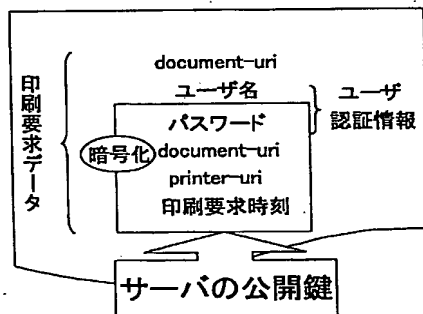 印刷要求データ
document-uri
ユーザ名
パスワード
暗号化
document-uri
printer-uri
印刷要求時刻
ユーザ
認証情報
サーバの公開鍵